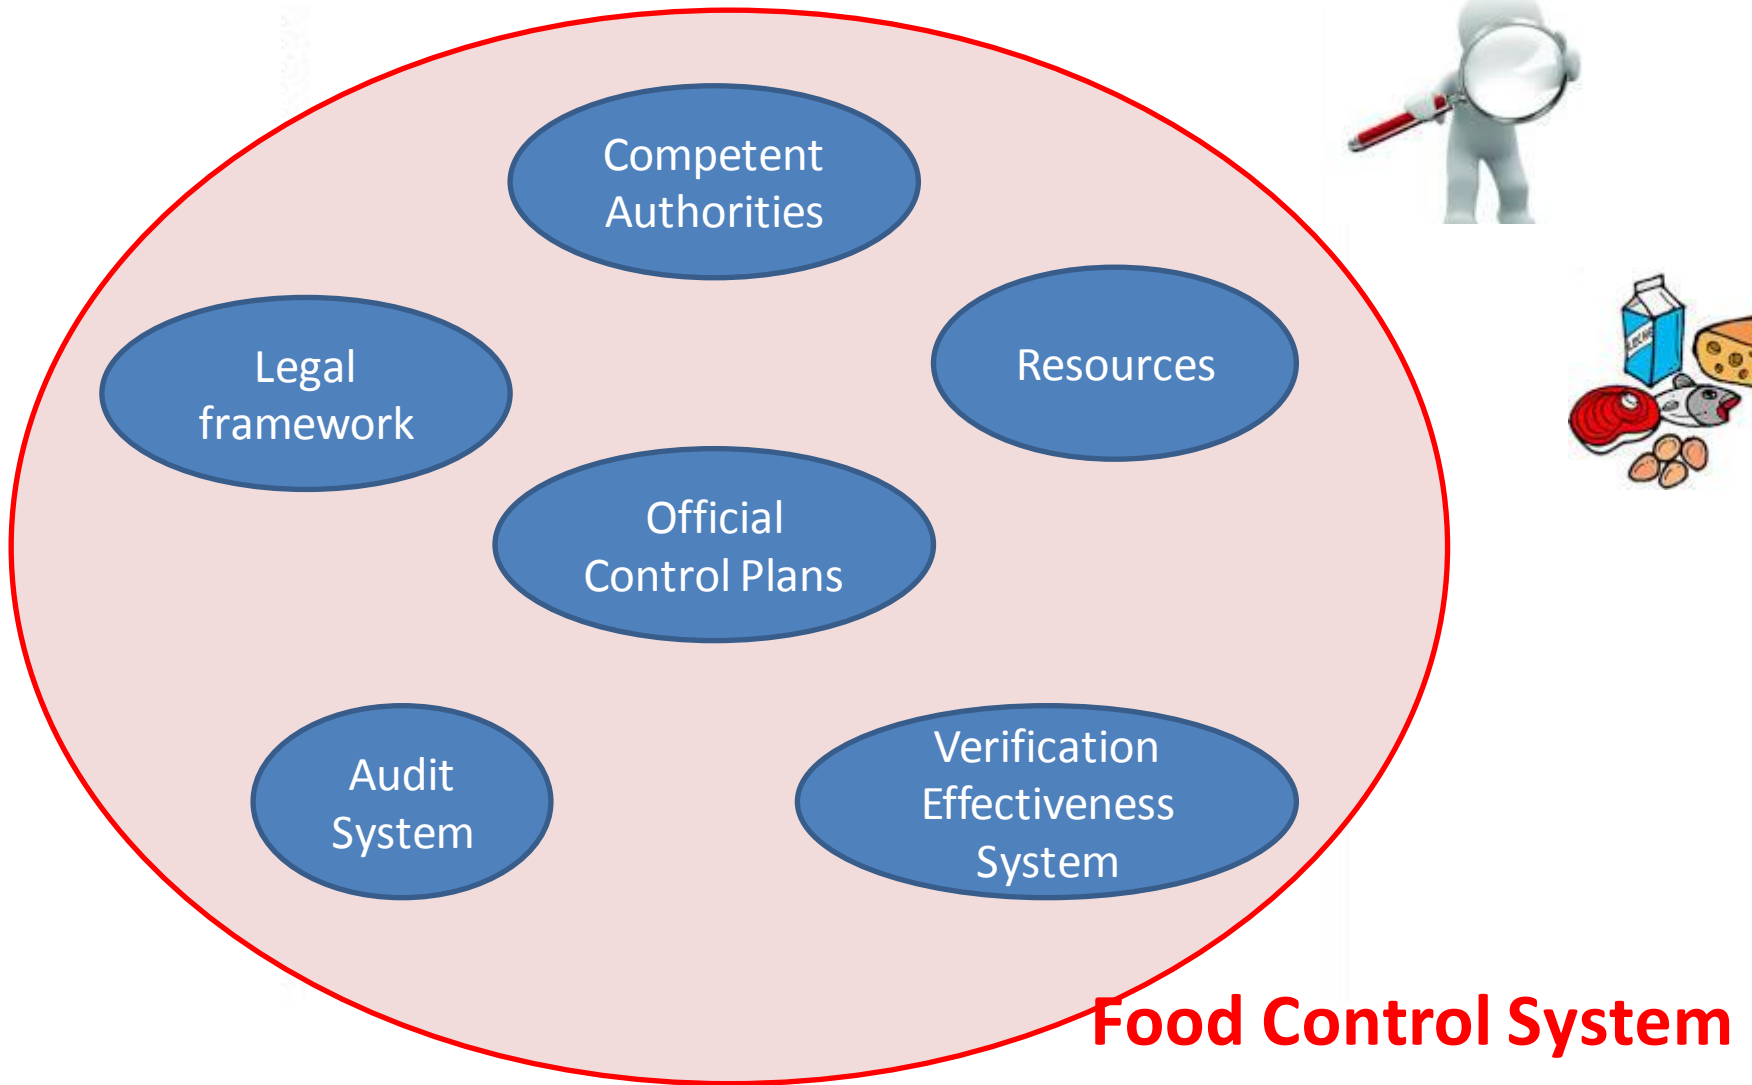 Competent
Authorities
Legal
framework
Resources
Official
Control Plans
Audit
System
Verification
Effectiveness
System
Food Control System